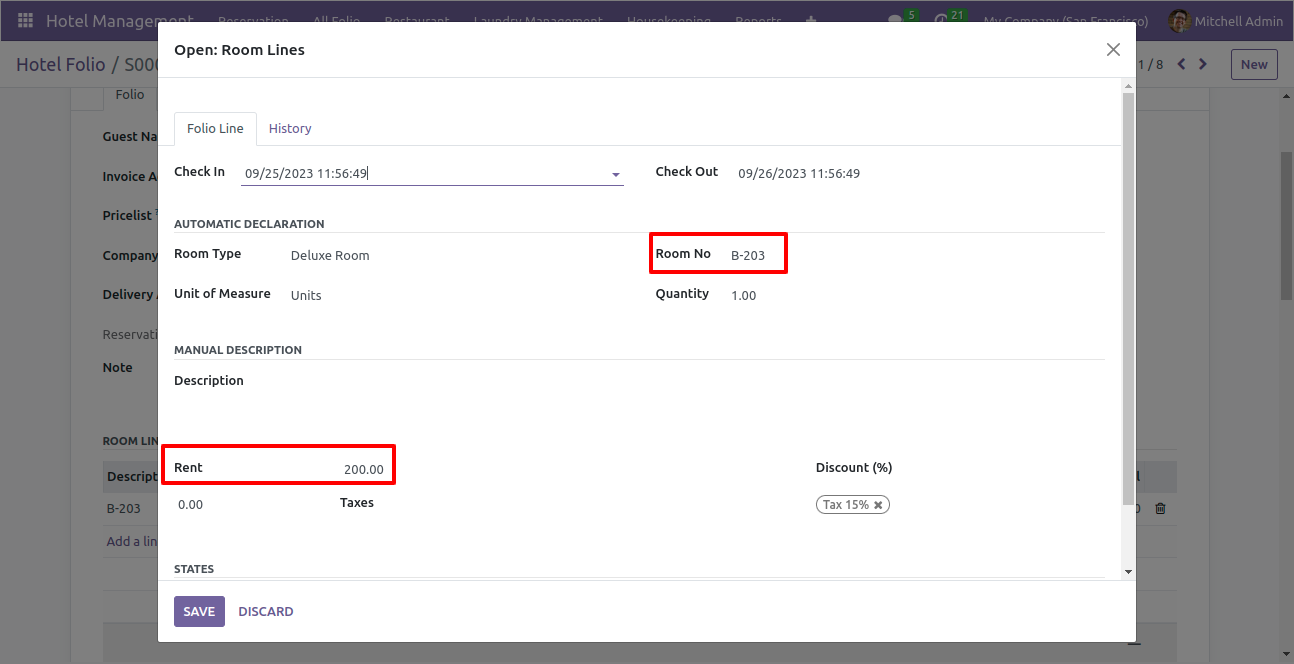 Hotel Management Reservation All Folio Restaurant Laundry Management Housekeeping Reports 5 21 My Company (San Francisco) Mitchell Admin
Open: Room Lines
Hotel Folio / S000 1 / 8 New
Folio
Folio Line History
Guest Na
Check In 09/25/2023 11:56:49 Check Out 09/26/2023 11:56:49
Invoice A
Pricelist ?
AUTOMATIC DECLARATION
Company
Room Type Deluxe Room Room No B-203
Delivery A
Unit of Measure Units Quantity 1.00
Reservati
MANUAL DESCRIPTION
Note
Description
ROOM LIN
Rent 200.00 Discount (%)
Descript
0.00 Taxes Tax 15%
B-203
Add a lin
STATES
SAVE DISCARD